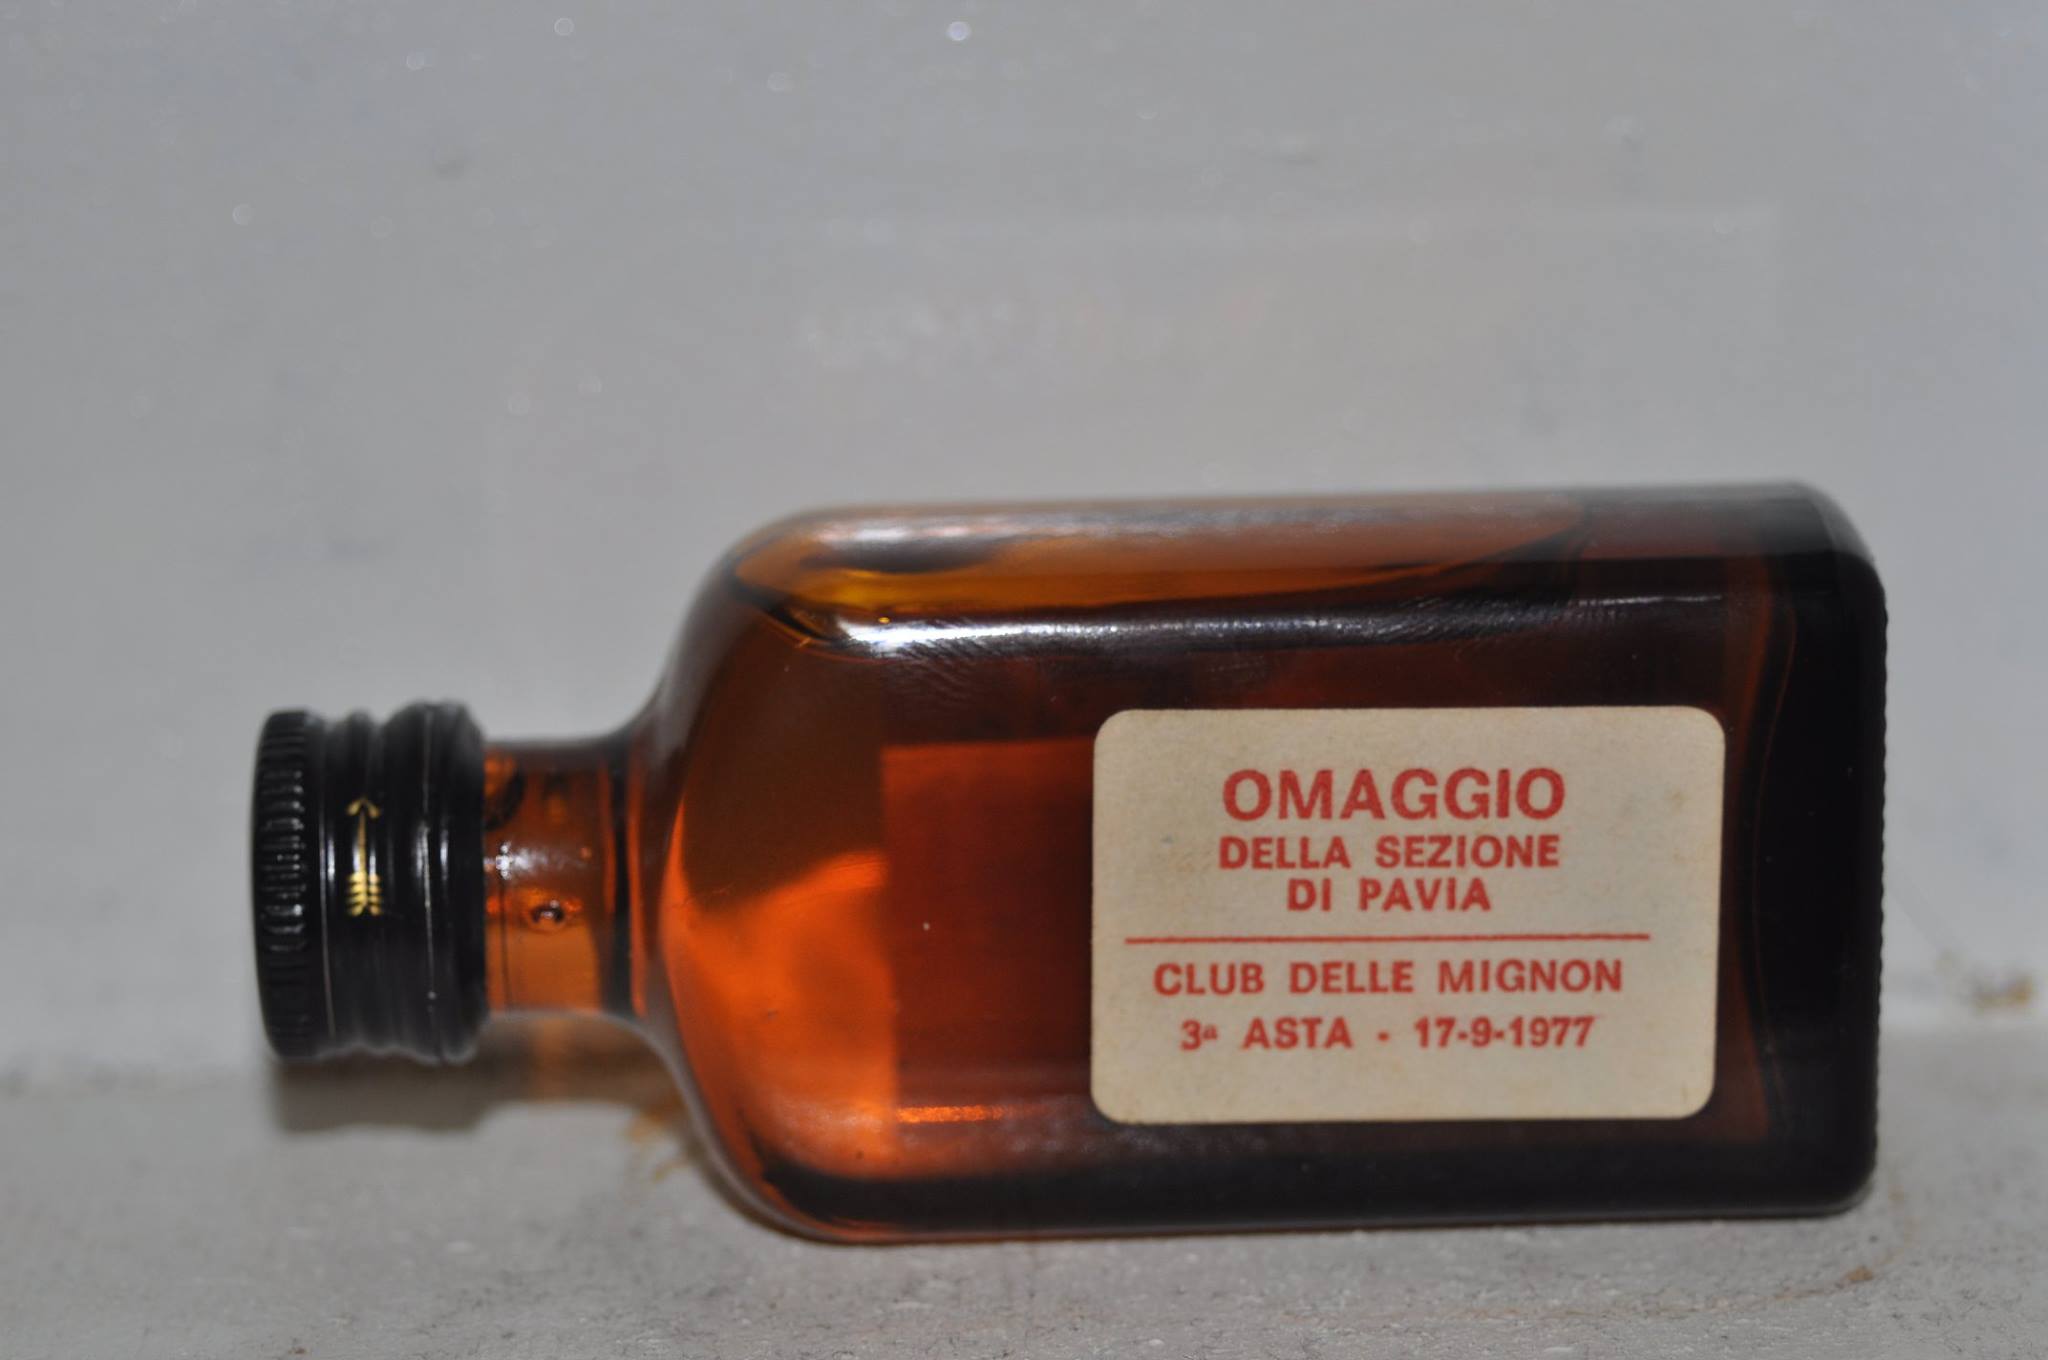 OMAGGIO
DELLA SEZIONE
DI PAVIA
CLUB DELLE MIGNON
3ª ASTA - 17-9-1977